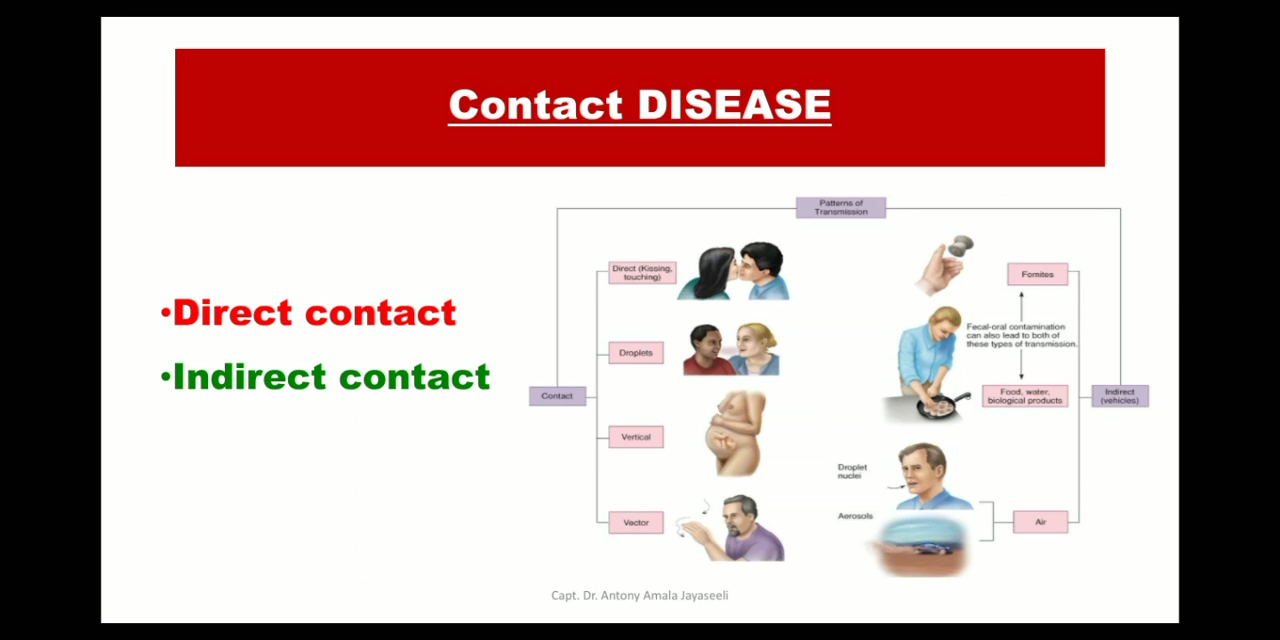 Contact DISEASE
•Direct contact
•Indirect contact
Patterns of
Transmission
Direct (Kissing,
touching)
Droplets
Contact
Vertical
Vector
Fomites
Fecal-oral contamination
can also lead to both of
these types of transmission.
Food, water,
biological products
Indirect
(vehicles)
Droplet
nuclei
Aerosols
Air
Capt. Dr. Antony Amala Jayaseeli